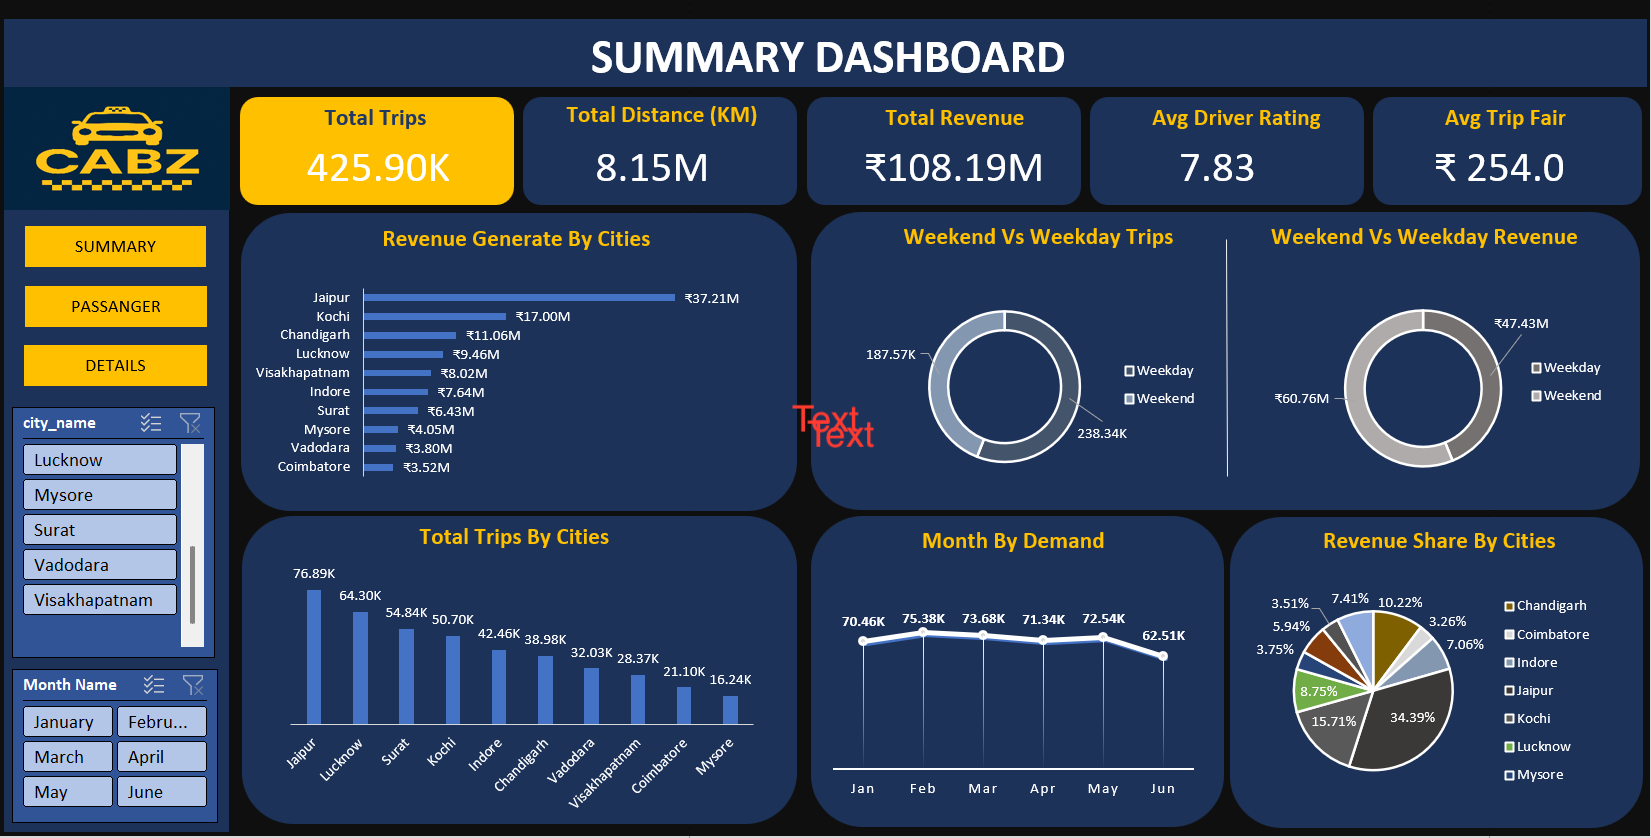 SUMMARY DASHBOARD
CABZ
Total Trips
425.90K
Total Distance (KM)
8.15M
Total Revenue
₹108.19M
Avg Driver Rating
7.83
Avg Trip Fair
₹ 254.0
SUMMARY
PASSANGER
DETAILS
city_name
Lucknow
Mysore
Surat
Vadodara
Visakhapatnam
Month Name
January
Febru...
March
April
May
June
Revenue Generate By Cities
Jaipur ₹37.21M
Kochi ₹17.00M
Chandigarh ₹11.06M
Lucknow ₹9.46M
Visakhapatnam ₹8.02M
Indore ₹7.64M
Surat ₹6.43M
Mysore ₹4.05M
Vadodara ₹3.80M
Coimbatore ₹3.52M
Weekend Vs Weekday Trips
187.57K
238.34K
Weekday
Weekend
Weekend Vs Weekday Revenue
₹47.43M
₹60.76M
Weekday
Weekend
Text
Text
Total Trips By Cities
76.89K
64.30K
54.84K
50.70K
42.46K
38.98K
32.03K
28.37K
21.10K
16.24K
Jaipur
Lucknow
Surat
Kochi
Indore
Chandigarh
Vadodara
Visakhapatnam
Coimbatore
Mysore
Month By Demand
70.46K 75.38K 73.68K 71.34K 72.54K 62.51K
Jan Feb Mar Apr May Jun
Revenue Share By Cities
10.22%
3.26%
7.06%
34.39%
15.71%
8.75%
3.75%
5.94%
3.51%
7.41%
Chandigarh
Coimbatore
Indore
Jaipur
Kochi
Lucknow
Mysore